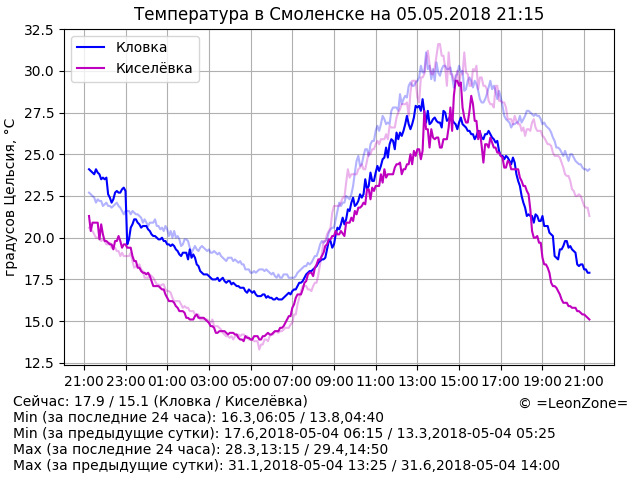 Температура в Смоленске на 05.05.2018 21:15
градусов Цельсия, °C
32.5
30.0
27.5
25.0
22.5
20.0
17.5
15.0
12.5
Кловка
Киселёвка
21:00 23:00 01:00 03:00 05:00 07:00 09:00 11:00 13:00 15:00 17:00 19:00 21:00
Сейчас: 17.9 / 15.1 (Кловка / Киселёвка)
© =LeonZone=
Min (за последние 24 часа): 16.3,06:05 / 13.8,04:40
Min (за предыдущие сутки): 17.6,2018-05-04 06:15 / 13.3,2018-05-04 05:25
Max (за последние 24 часа): 28.3,13:15 / 29.4,14:50
Max (за предыдущие сутки): 31.1,2018-05-04 13:25 / 31.6,2018-05-04 14:00